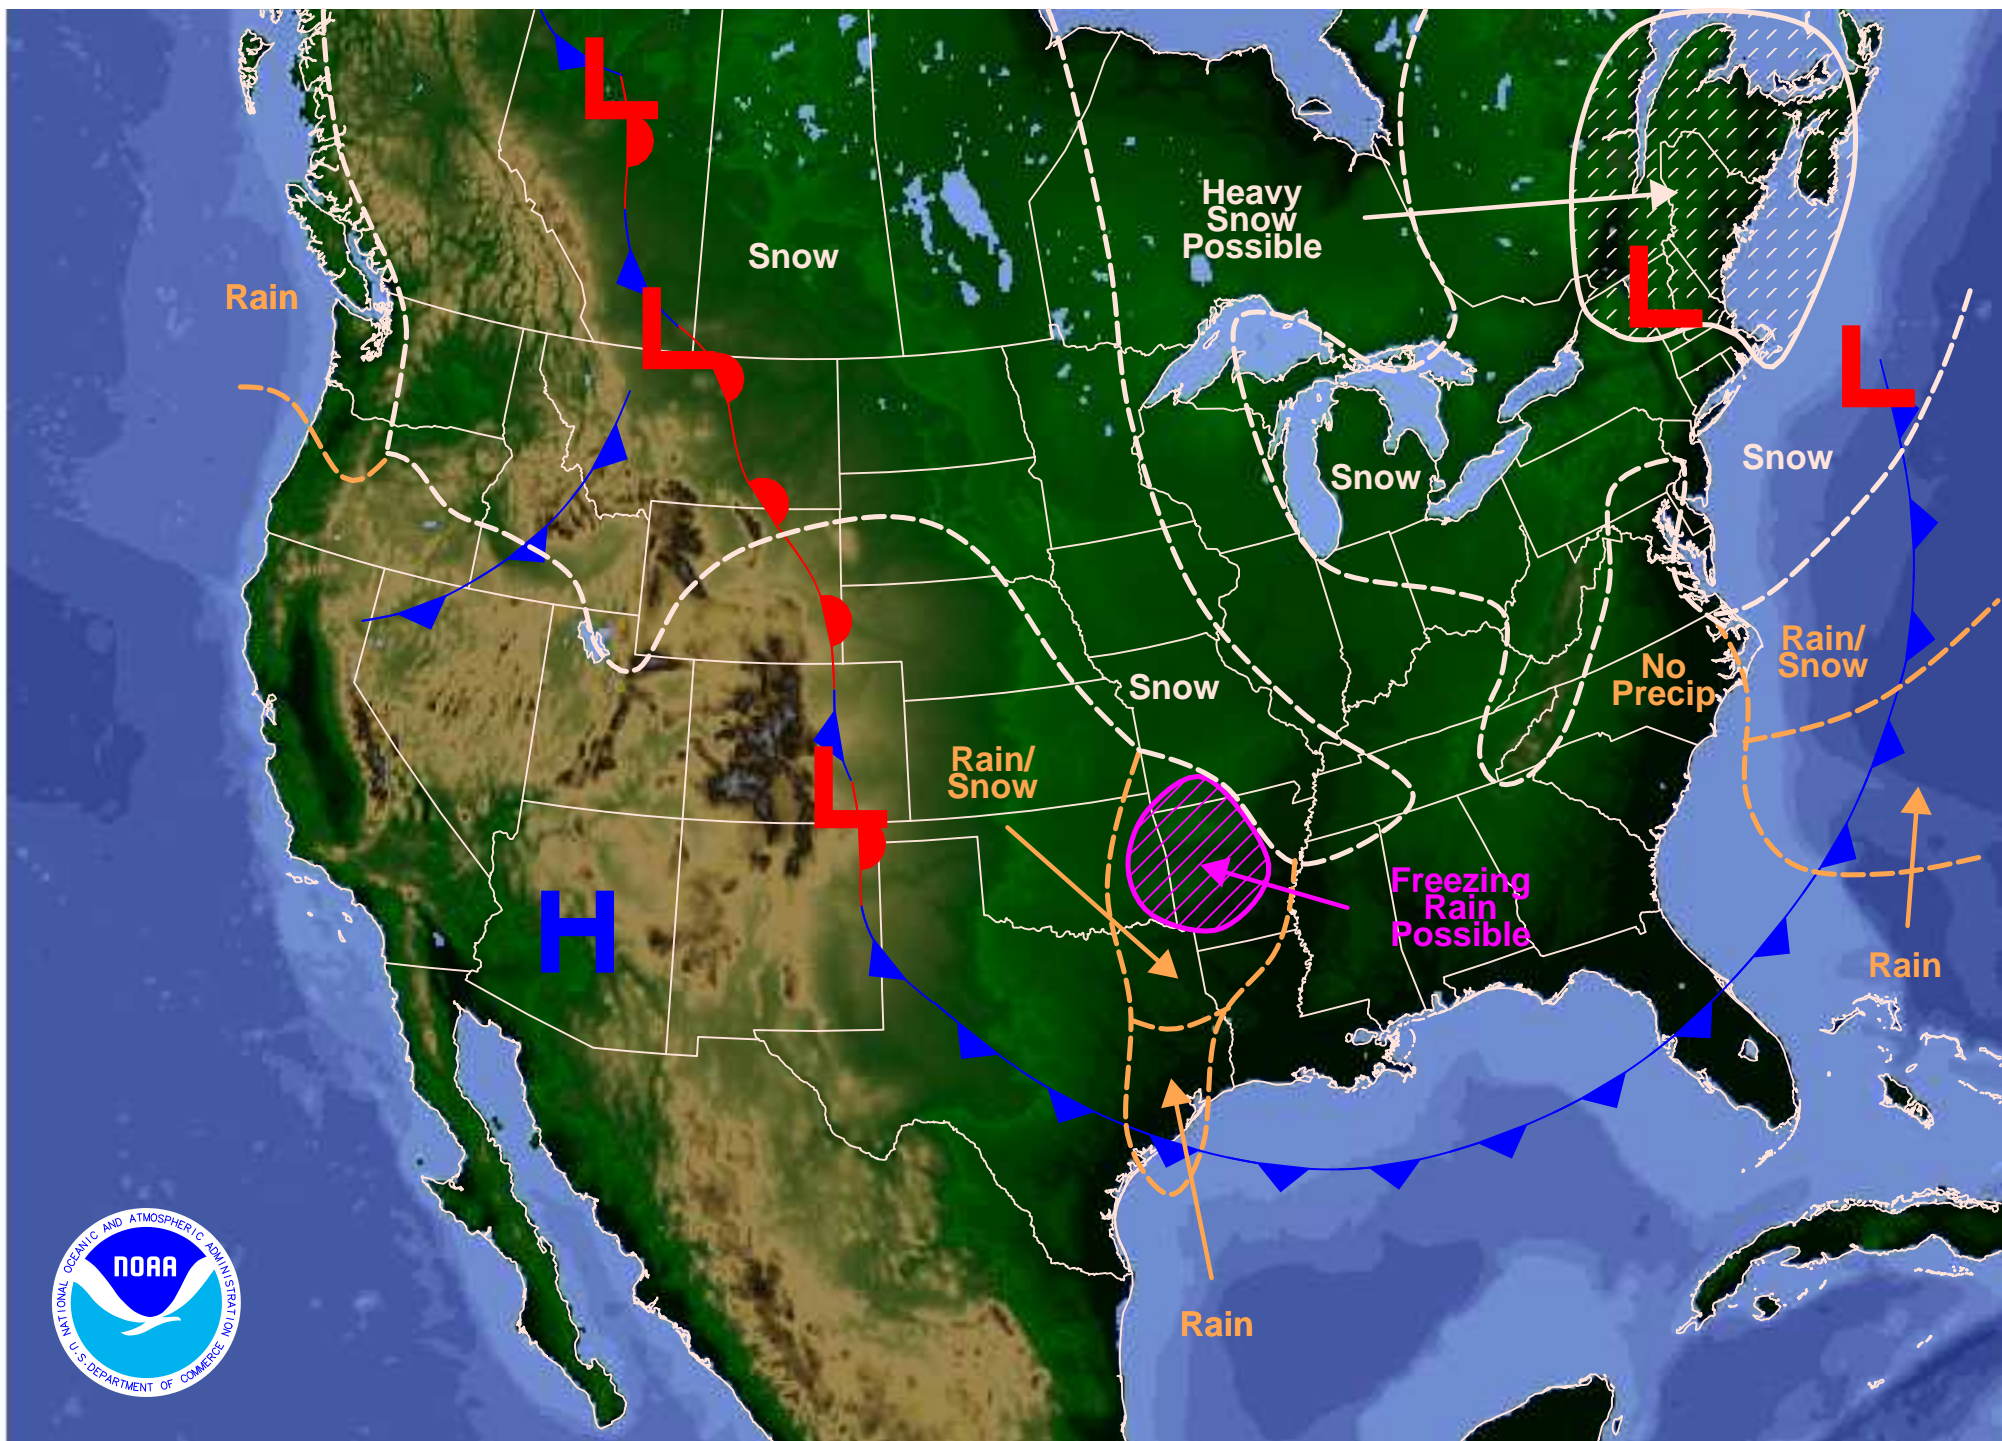 L
Heavy
Snow
Possible
Snow
Rain
L
L
L
Snow
Snow
Rain/
Snow
No
Precip
Snow
Rain/
Snow
L
Freezing
Rain
Possible
H
Rain
Rain
NATIONAL OCEANIC AND ATMOSPHERIC ADMINISTRATION
NOAA
U.S. DEPARTMENT OF COMMERCE